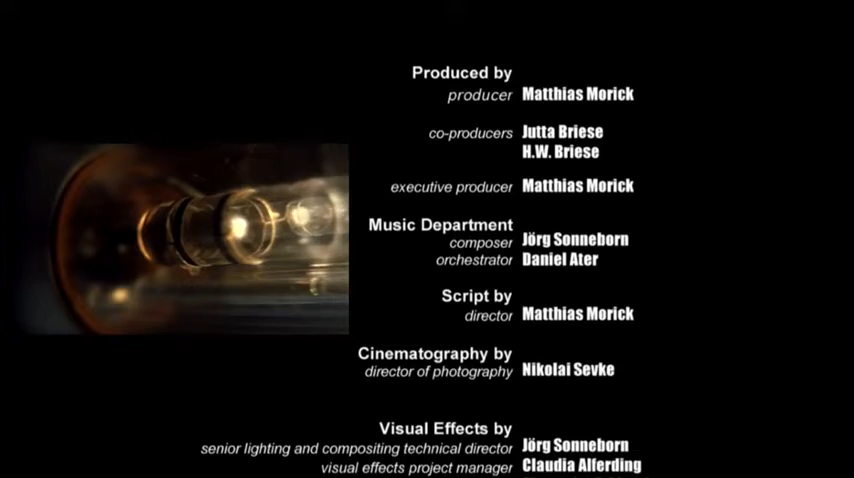 Produced by
producer Matthias Morick
co-producers Jutta Briese
H.W. Briese
executive producer Matthias Morick
Music Department
composer Jörg Sonneborn
orchestrator Daniel Ater
Script by
director Matthias Morick
Cinematography by
director of photography Nikolai Sevke
Visual Effects by
senior lighting and compositing technical director Jörg Sonneborn
visual effects project manager Claudia Alferding